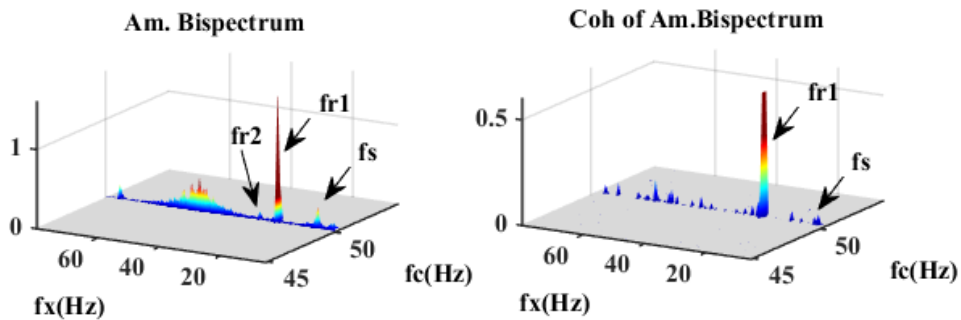 Am. Bispectrum
fr1
fr2
fs
1
0
60
40
20
45
50
fx(Hz)
fc(Hz)
Coh of Am.Bispectrum
fr1
fs
0.5
0
60
40
20
45
50
fx(Hz)
fc(Hz)